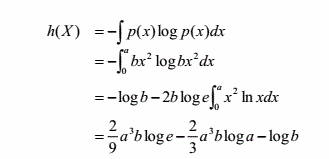 h(X) = -∫p(x)log p(x)dx
= -∫₀ᵃ bx² log bx² dx
= -log b - 2b log e∫₀ᵃ x² ln xdx
= 2/9 a³b log e - 2/3 a³b log a - log b